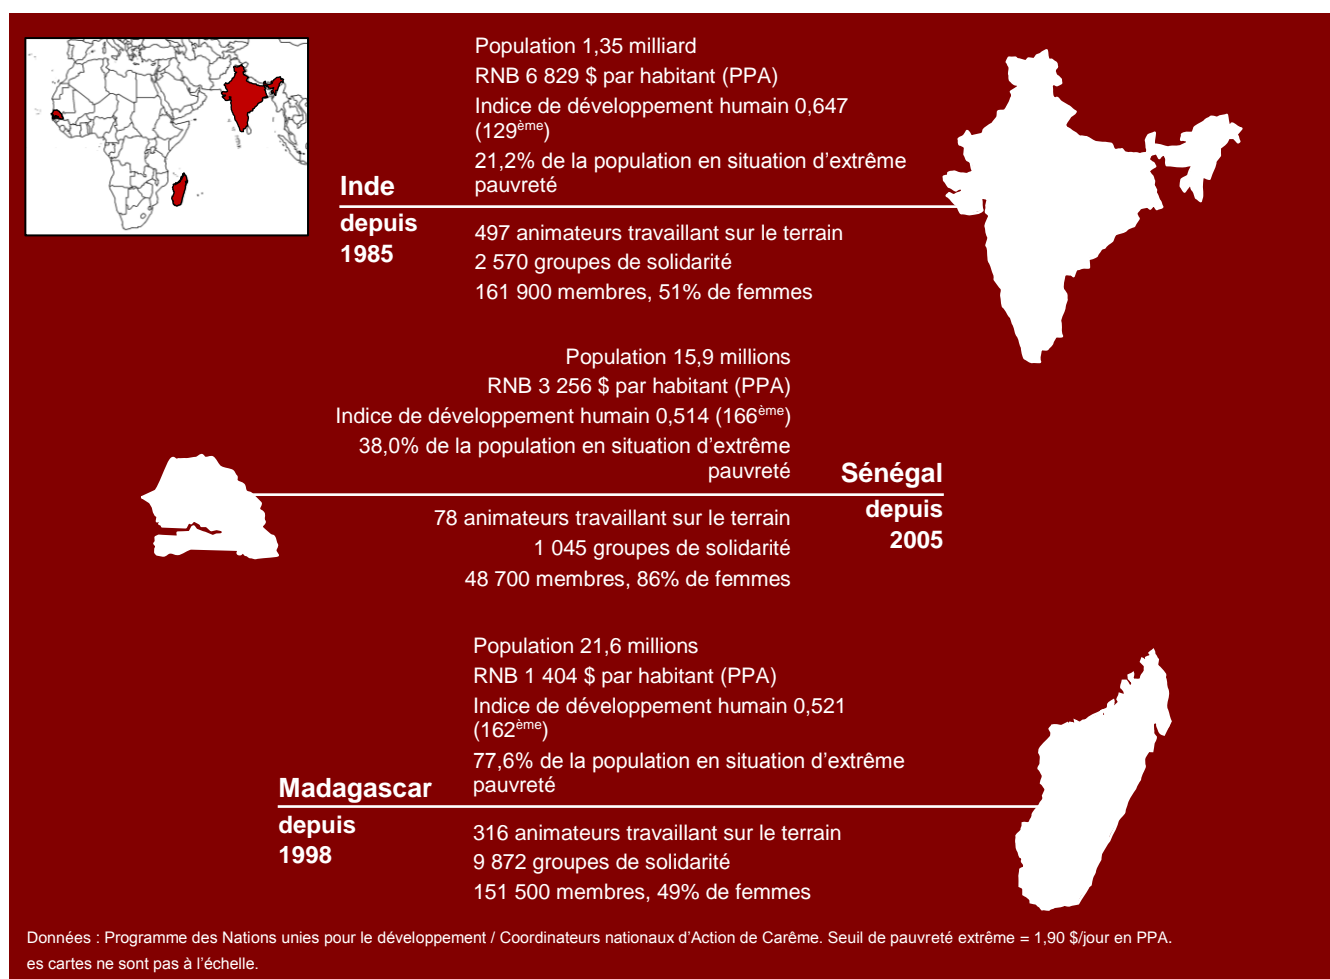 Population 1,35 milliard
RNB 6 829 $ par habitant (PPA)
Indice de développement humain 0,647
(129ème)
21,2% de la population en situation d’extrême
pauvreté
Inde
depuis
1985
497 animateurs travaillant sur le terrain
2 570 groupes de solidarité
161 900 membres, 51% de femmes
Population 15,9 millions
RNB 3 256 $ par habitant (PPA)
Indice de développement humain 0,514 (166ème)
38,0% de la population en situation d’extrême
pauvreté
Sénégal
depuis
2005
78 animateurs travaillant sur le terrain
1 045 groupes de solidarité
48 700 membres, 86% de femmes
Population 21,6 millions
RNB 1 404 $ par habitant (PPA)
Indice de développement humain 0,521
(162ème)
77,6% de la population en situation d’extrême
pauvreté
Madagascar
depuis
1998
316 animateurs travaillant sur le terrain
9 872 groupes de solidarité
151 500 membres, 49% de femmes
Données : Programme des Nations unies pour le développement / Coordinateurs nationaux d’Action de Carême. Seuil de pauvreté extrême = 1,90 $/jour en PPA.
es cartes ne sont pas à l’échelle.